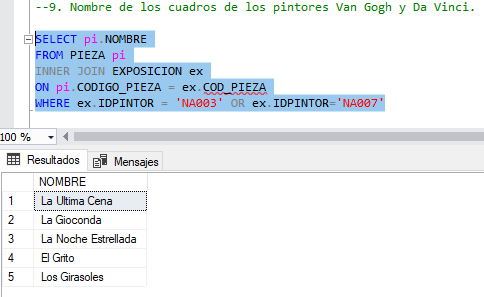 --9. Nombre de los cuadros de los pintores Van Gogh y Da Vinci.
SELECT pi.NOMBRE
FROM PIEZA pi
INNER JOIN EXPOSICION ex
ON pi.CODIGO_PIEZA = ex.COD_PIEZA
WHERE ex.IDPINTOR = 'NA003' OR ex.IDPINTOR='NA007'
100 %
Resultados Mensajes
NOMBRE
1 La Ultima Cena
2 La Gioconda
3 La Noche Estrellada
4 El Grito
5 Los Girasoles